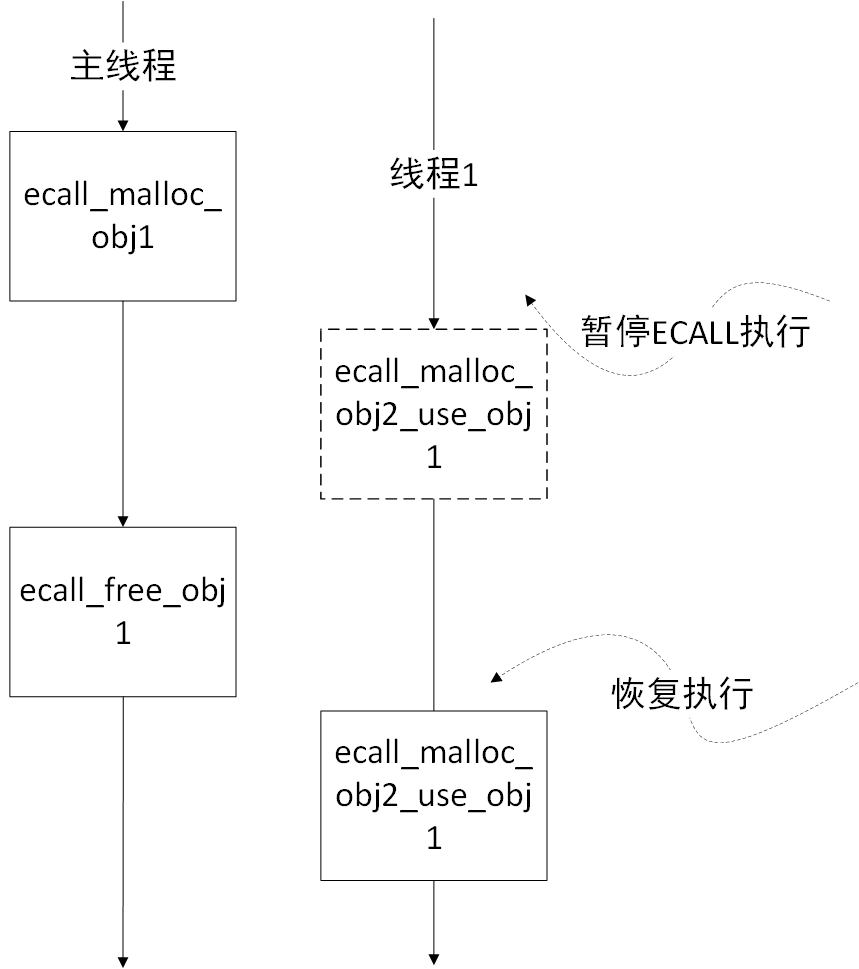 主线程
ecall_malloc_
obj1
线程1
暂停ECALL执行
ecall_malloc_
obj2_use_obj
1
ecall_free_obj
1
恢复执行
ecall_malloc_
obj2_use_obj
1